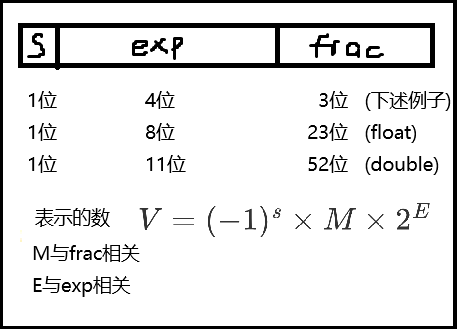 S exp frac
1位 4位 3位 (下述例子)
1位 8位 23位 (float)
1位 11位 52位 (double)
表示的数 V = (−1)^s × M × 2^E
M与frac相关
E与exp相关